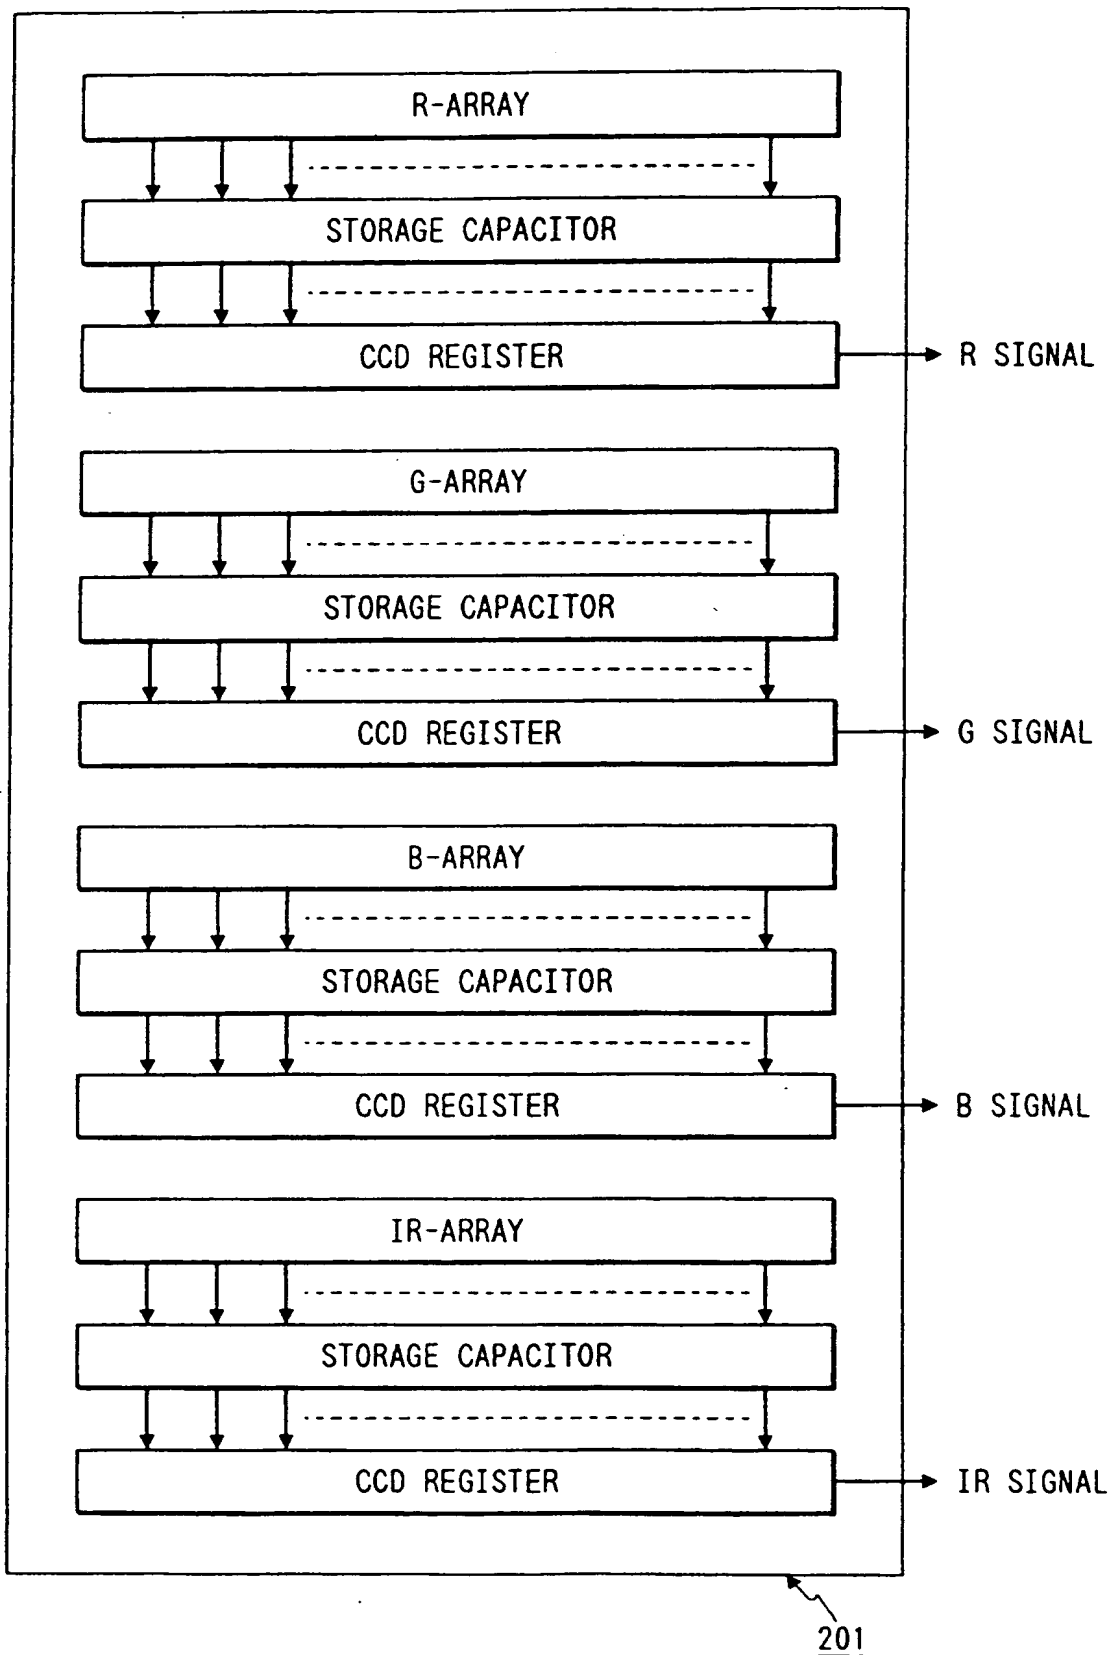 R-ARRAY
STORAGE CAPACITOR
CCD REGISTER
R SIGNAL
G-ARRAY
STORAGE CAPACITOR
CCD REGISTER
G SIGNAL
B-ARRAY
STORAGE CAPACITOR
CCD REGISTER
B SIGNAL
IR-ARRAY
STORAGE CAPACITOR
CCD REGISTER
IR SIGNAL
201